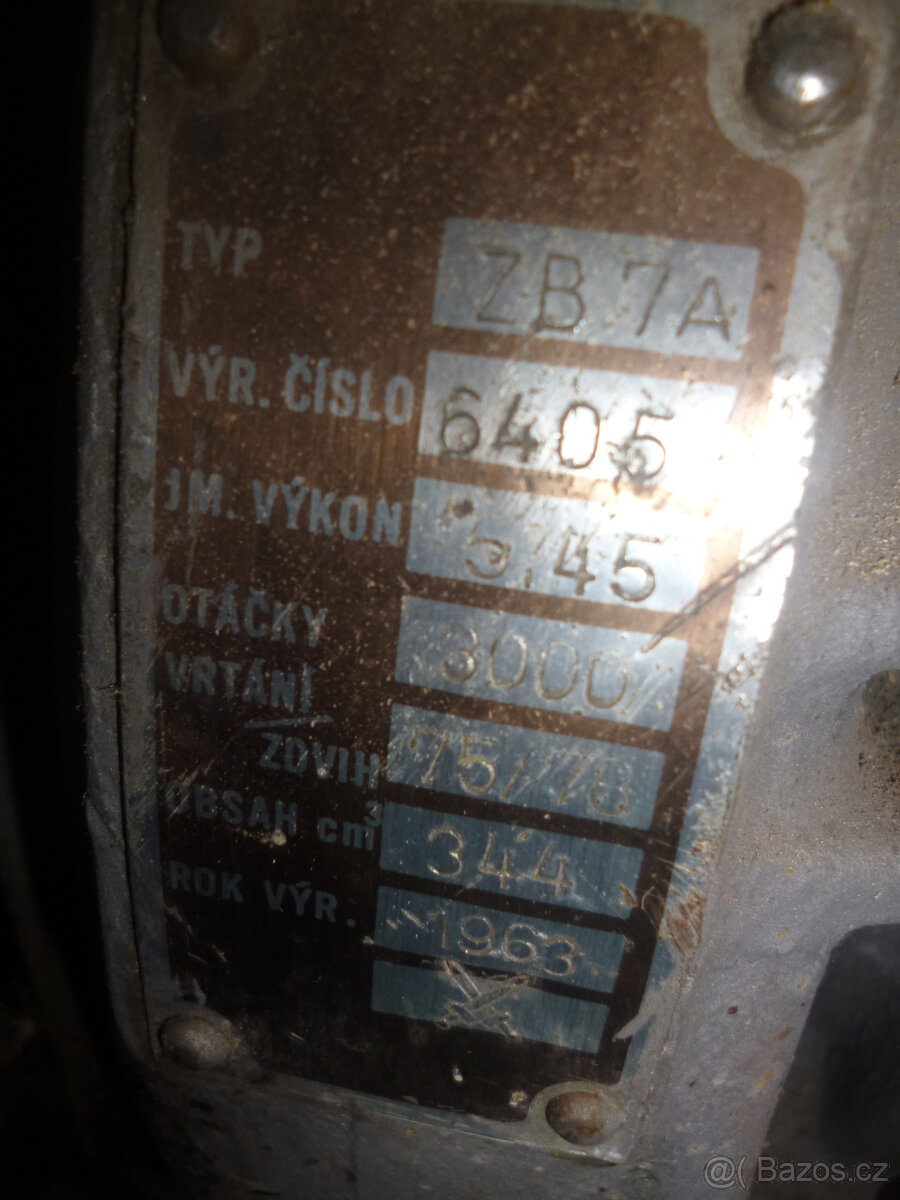 TYP ZB 7A
VÝR. ČÍSLO 6405
JM. VÝKON 5,45
OTÁČKY 3000/
VRTÁNÍ
ZDVIH 75/78
OBSAH cm³ 344
ROK VÝR. 1963
@( Bazos.cz